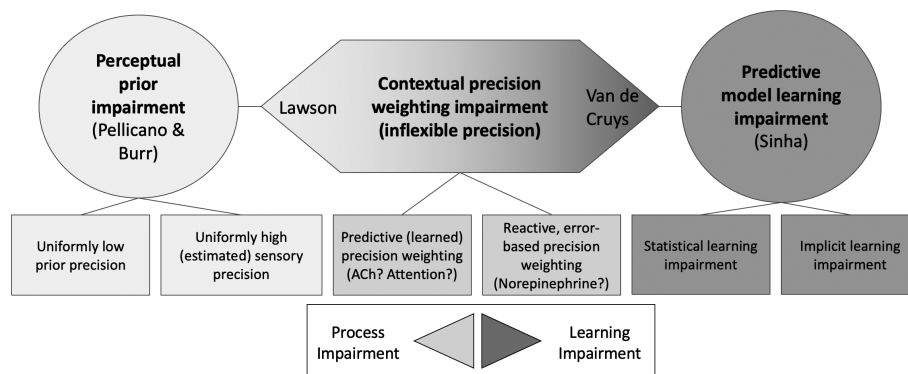 Perceptual
prior
impairment
(Pellicano &
Burr)
Lawson
Contextual precision
weighting impairment
(inflexible precision)
Van de
Cruys
Predictive
model learning
impairment
(Sinha)
Uniformly low
prior precision
Uniformly high
(estimated) sensory
precision
Predictive (learned)
precision weighting
(ACh? Attention?)
Reactive, error-
based precision
weighting
(Norepinephrine?)
Statistical learning
impairment
Implicit learning
impairment
Process
Impairment
Learning
Impairment